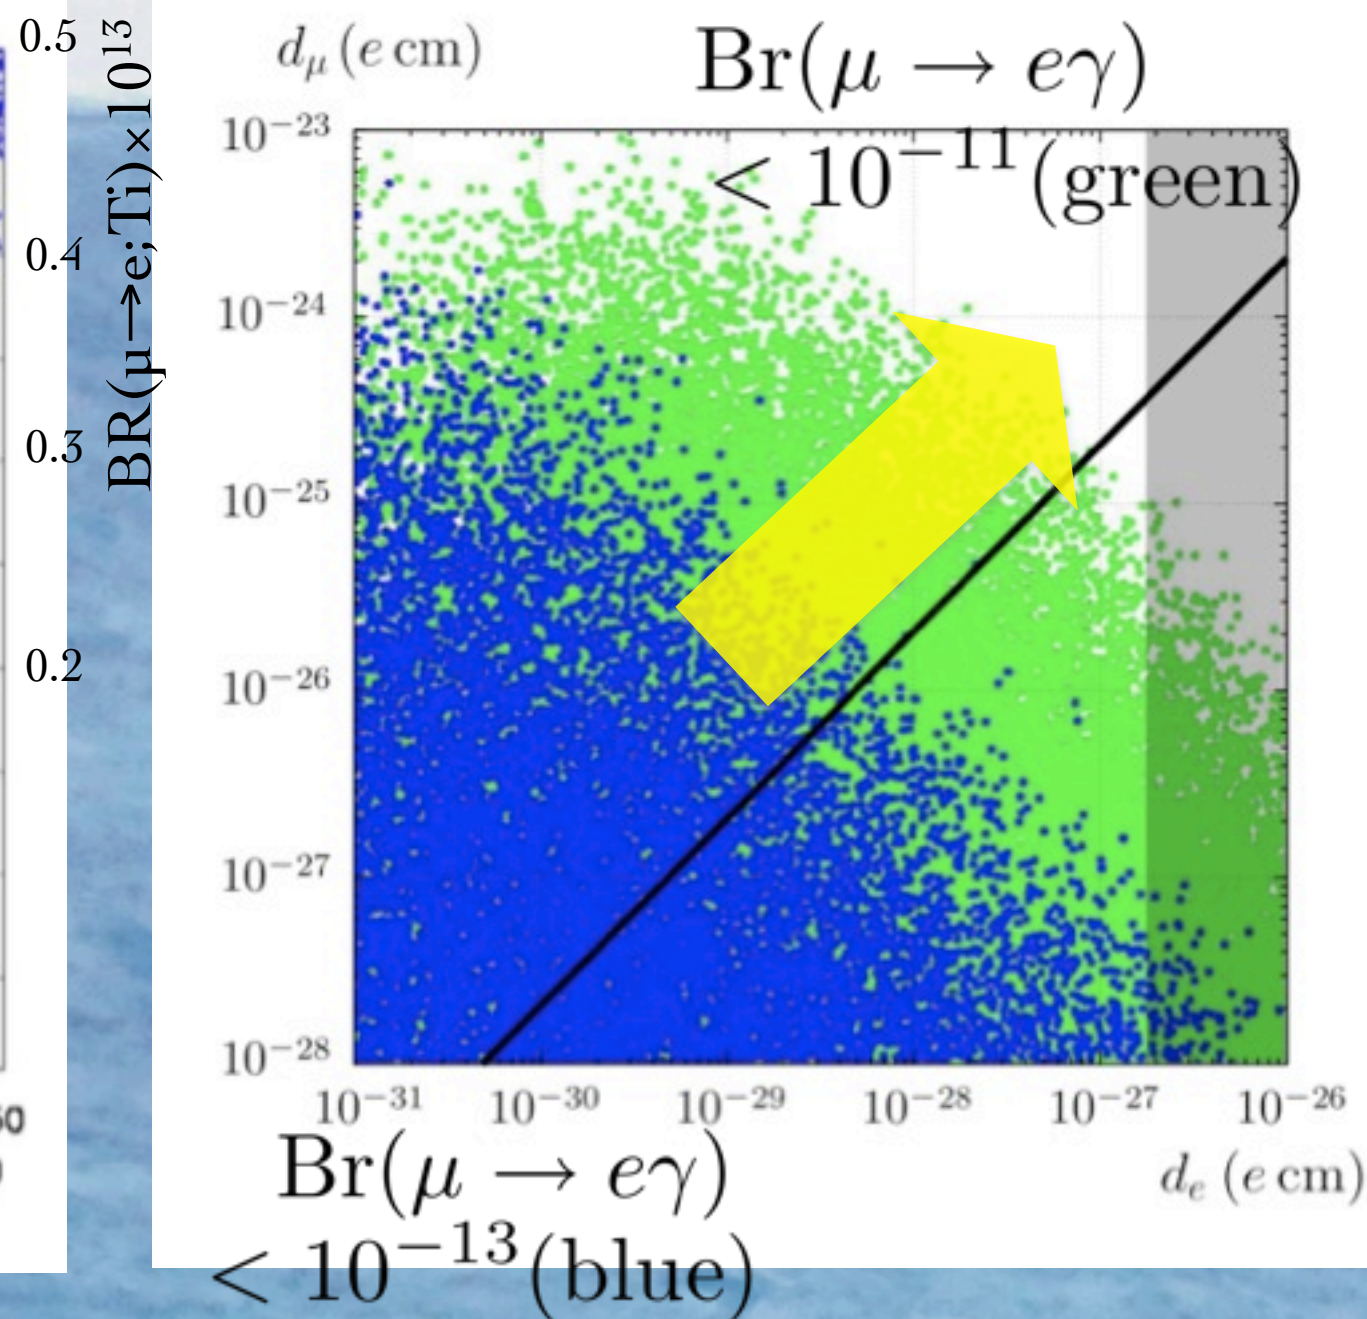 0.5
0.4
0.3
0.2
BR(μ→e;Ti)×10¹³
d_μ (e cm)
Br(μ → eγ)
< 10⁻¹¹(green)
10⁻²³
10⁻²⁴
10⁻²⁵
10⁻²⁶
10⁻²⁷
10⁻²⁸
10⁻³¹ 10⁻³⁰ 10⁻²⁹ 10⁻²⁸ 10⁻²⁷ 10⁻²⁶
d_e (e cm)
Br(μ → eγ)
< 10⁻¹³(blue)